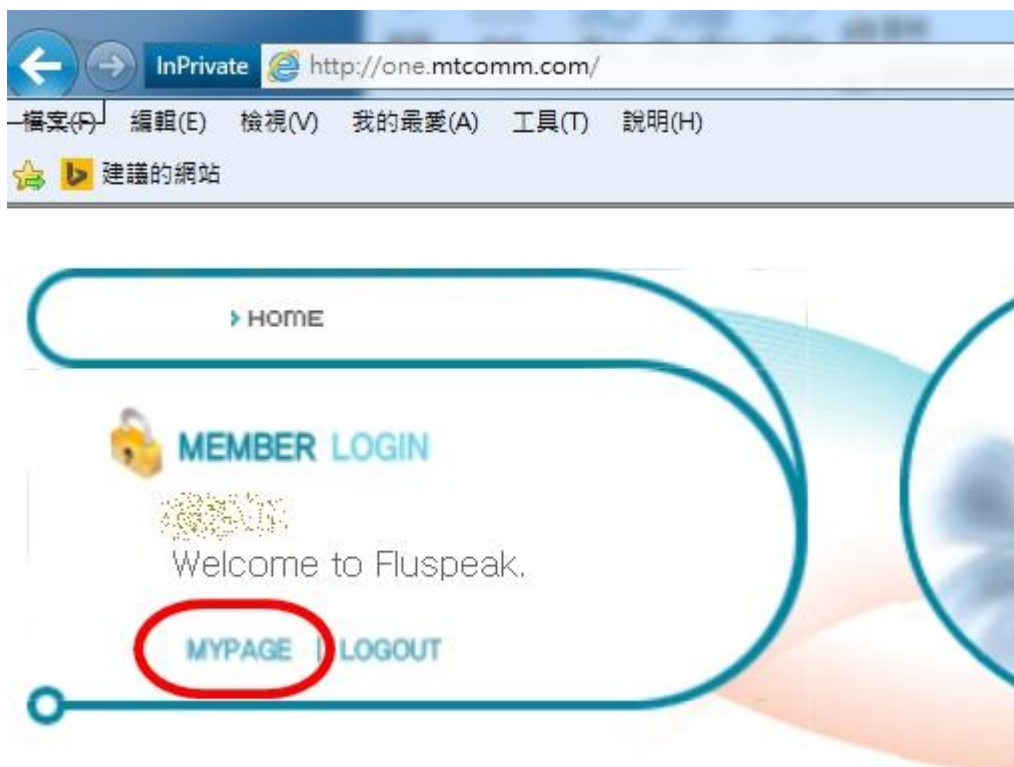 InPrivate http://one.mtcomm.com/
檔案(F) 編輯(E) 檢視(V) 我的最愛(A) 工具(T) 說明(H)
建議的網站
HOME
MEMBER LOGIN
Welcome to Fluspeak.
MYPAGE | LOGOUT